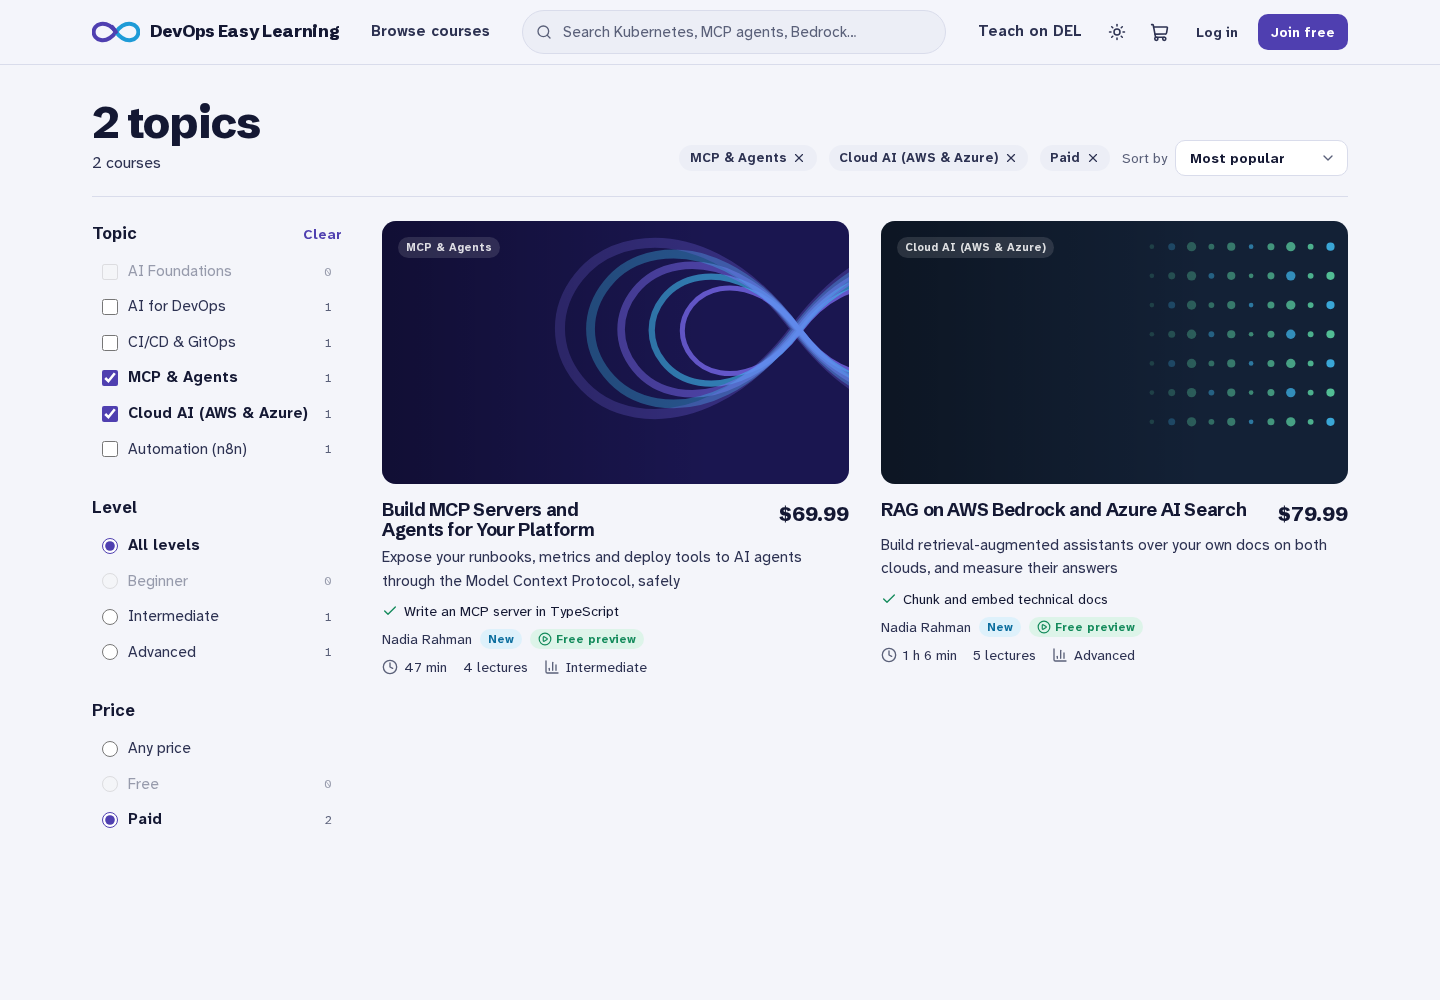 DevOps Easy Learning
Browse courses
Search Kubernetes, MCP agents, Bedrock...
Teach on DEL
Log in
Join free
2 topics
2 courses
MCP & Agents
Cloud AI (AWS & Azure)
Paid
Sort by
Most popular
Topic
Clear
AI Foundations 0
AI for DevOps 1
CI/CD & GitOps 1
MCP & Agents 1
Cloud AI (AWS & Azure) 1
Automation (n8n) 1
Level
All levels
Beginner 0
Intermediate 1
Advanced 1
Price
Any price
Free 0
Paid 2
MCP & Agents
Build MCP Servers and
Agents for Your Platform
$69.99
Expose your runbooks, metrics and deploy tools to AI agents
through the Model Context Protocol, safely
Write an MCP server in TypeScript
Nadia Rahman New Free preview
47 min 4 lectures Intermediate
Cloud AI (AWS & Azure)
RAG on AWS Bedrock and Azure AI Search
$79.99
Build retrieval-augmented assistants over your own docs on both
clouds, and measure their answers
Chunk and embed technical docs
Nadia Rahman New Free preview
1 h 6 min 5 lectures Advanced